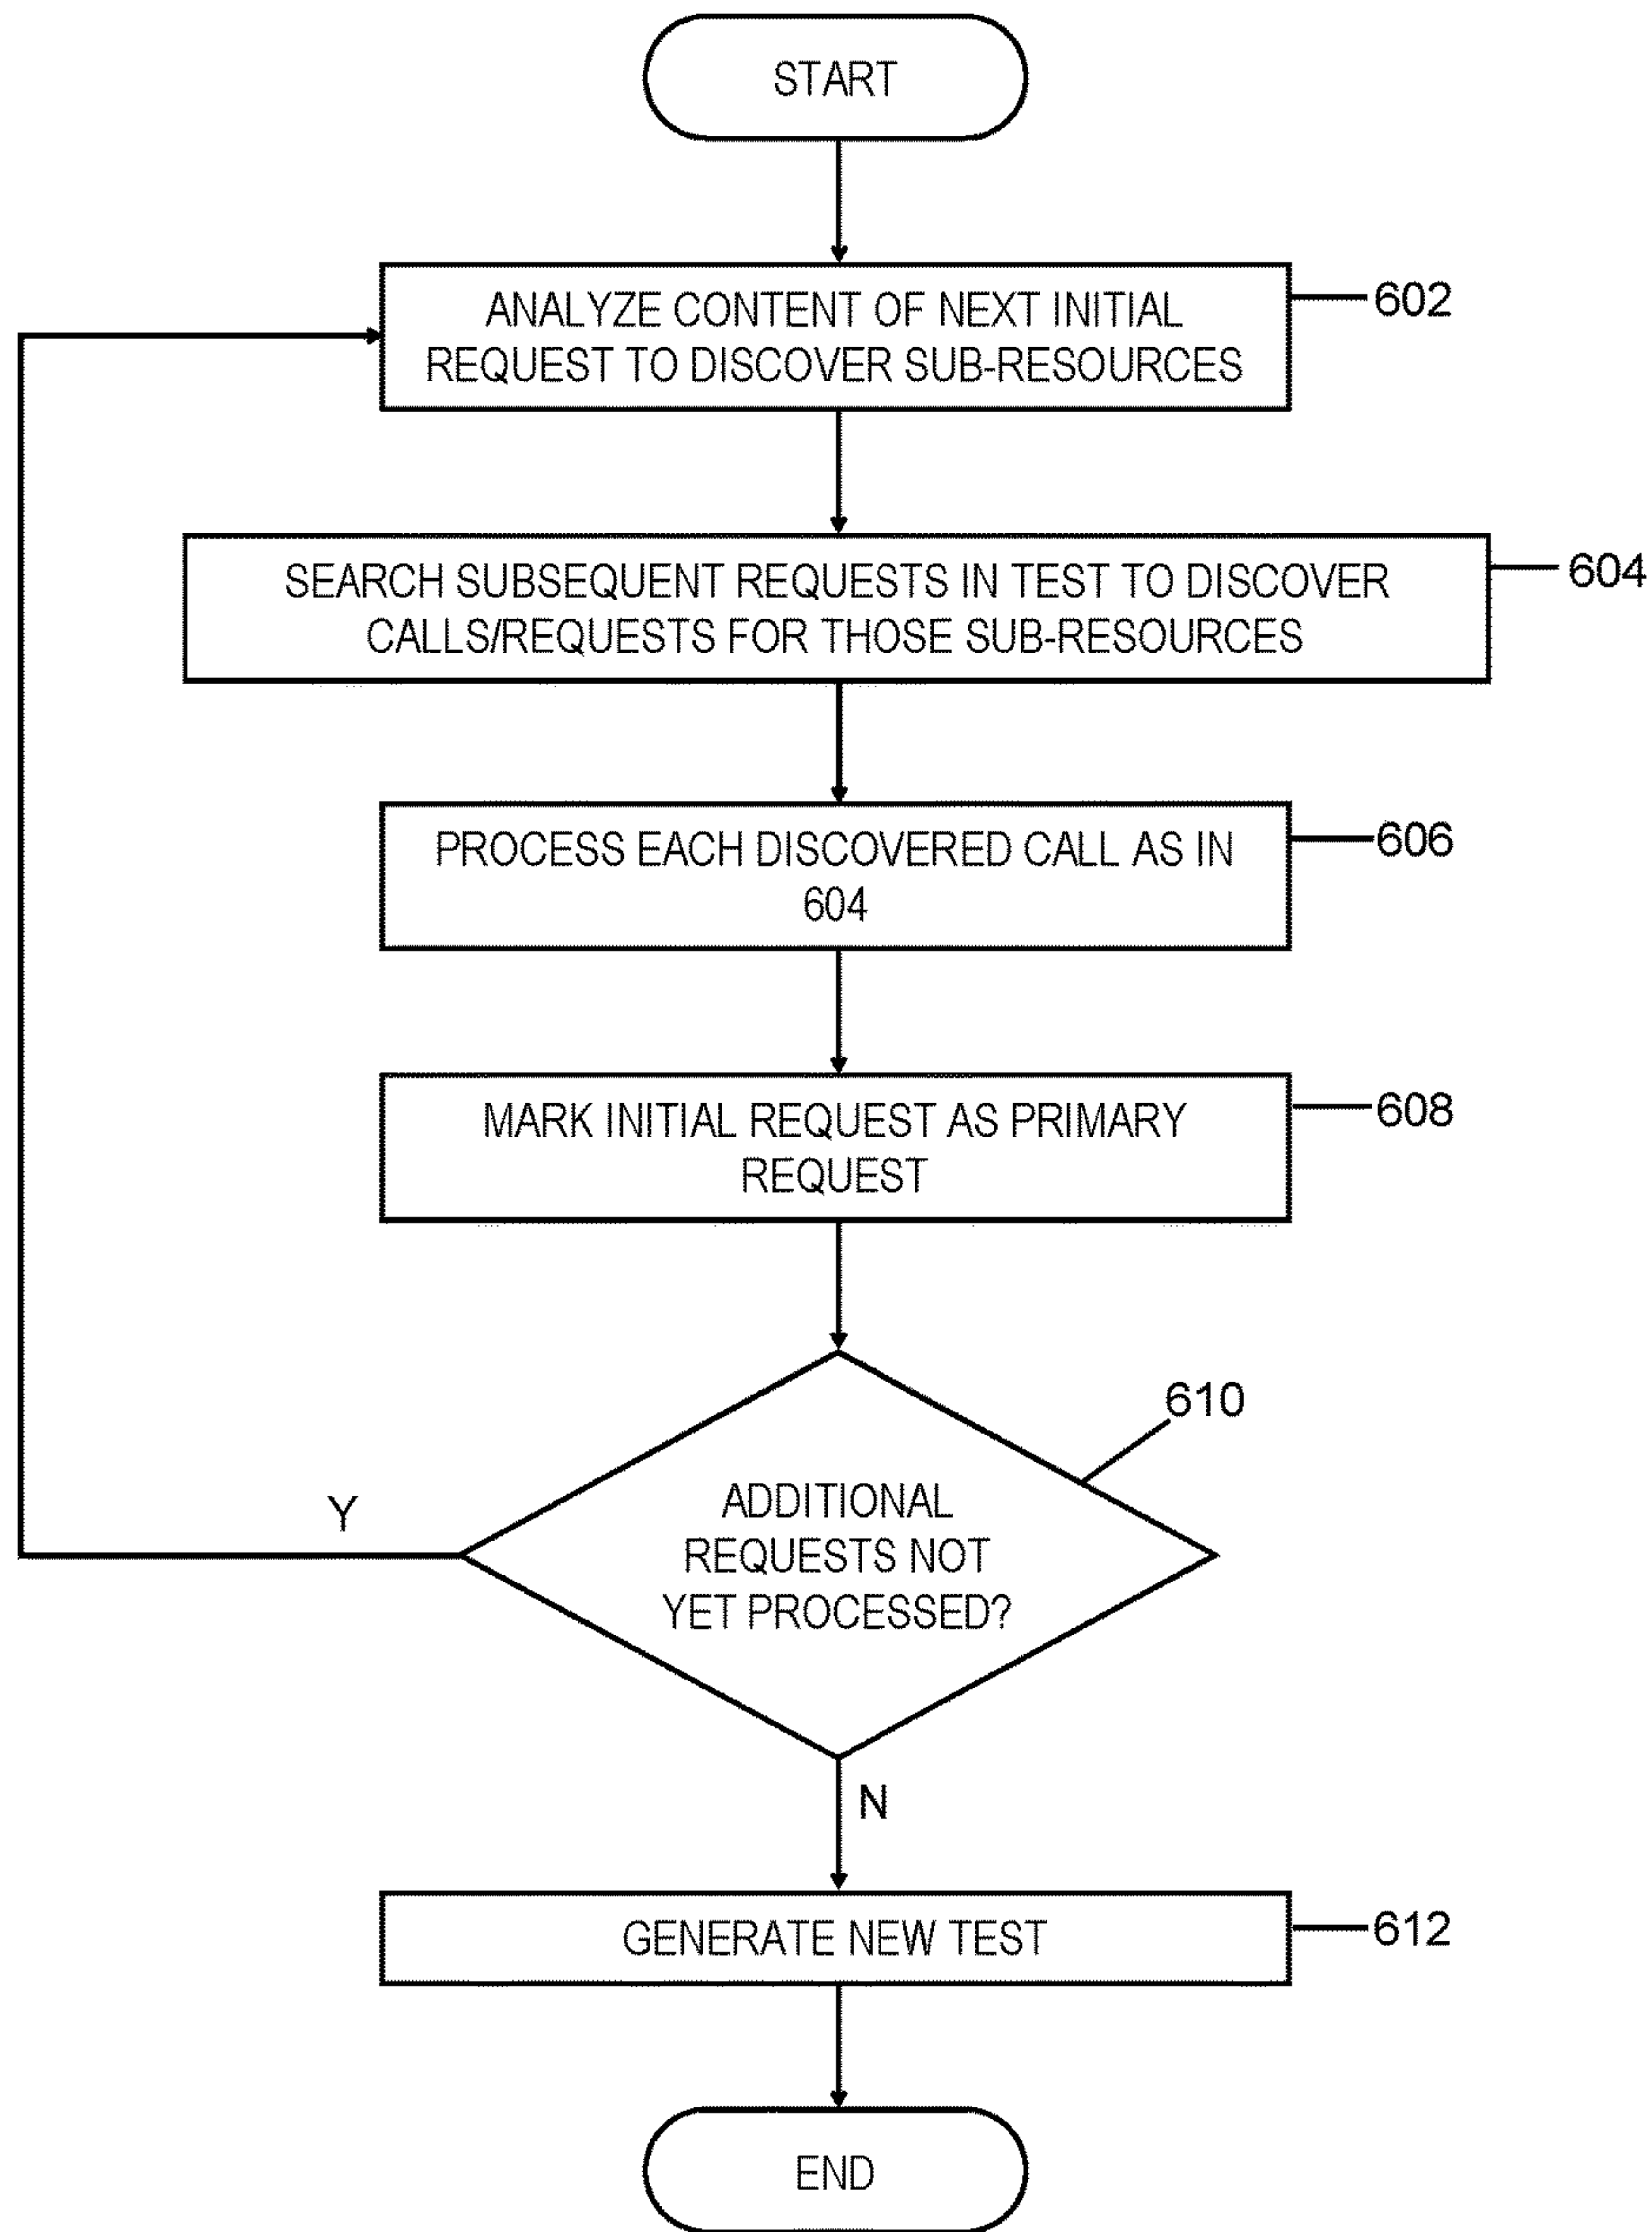 START
ANALYZE CONTENT OF NEXT INITIAL
REQUEST TO DISCOVER SUB-RESOURCES
602
SEARCH SUBSEQUENT REQUESTS IN TEST TO DISCOVER
CALLS/REQUESTS FOR THOSE SUB-RESOURCES
604
PROCESS EACH DISCOVERED CALL AS IN
604
606
MARK INITIAL REQUEST AS PRIMARY
REQUEST
608
610
ADDITIONAL
REQUESTS NOT
YET PROCESSED?
Y
N
GENERATE NEW TEST
612
END